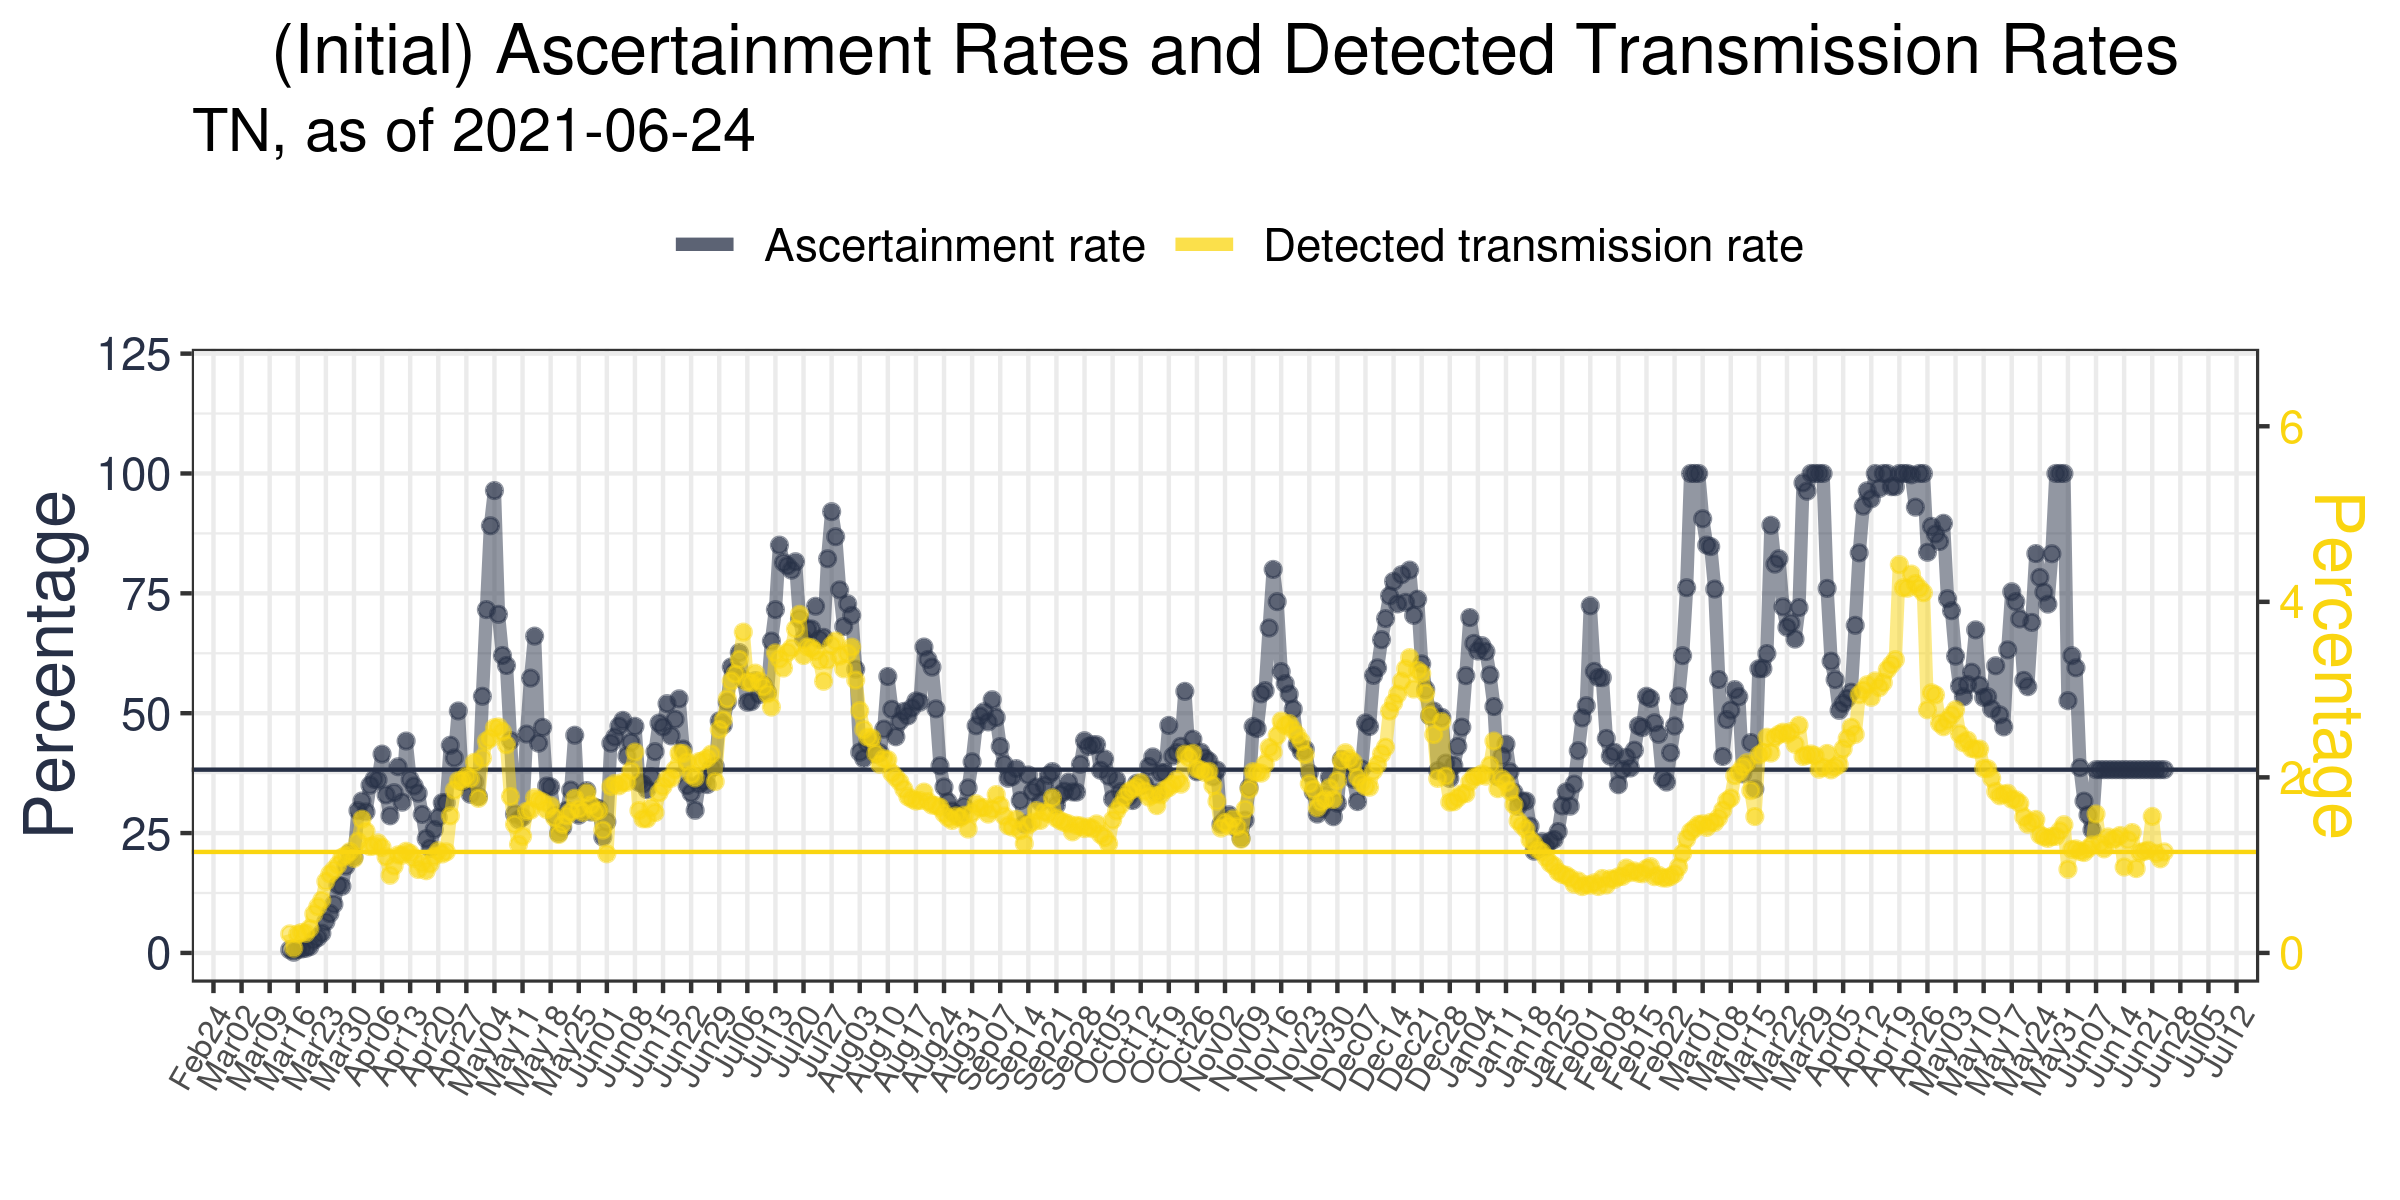 (Initial) Ascertainment Rates and Detected Transmission Rates
TN, as of 2021-06-24
Ascertainment rate
Detected transmission rate
Percentage
125
100
75
50
25
0
6
4
2
0
Percentage
Feb24
Mar02
Mar09
Mar16
Mar23
Mar30
Apr06
Apr13
Apr20
Apr27
May04
May11
May18
May25
Jun01
Jun08
Jun15
Jun22
Jun29
Jul06
Jul13
Jul20
Jul27
Aug03
Aug10
Aug17
Aug24
Aug31
Sep07
Sep14
Sep21
Sep28
Oct05
Oct12
Oct19
Oct26
Nov02
Nov09
Nov16
Nov23
Nov30
Dec07
Dec14
Dec21
Dec28
Jan04
Jan11
Jan18
Jan25
Feb01
Feb08
Feb15
Feb22
Mar01
Mar08
Mar15
Mar22
Mar29
Apr05
Apr12
Apr19
Apr26
May03
May10
May17
May24
May31
Jun07
Jun14
Jun21
Jun28
Jul05
Jul12